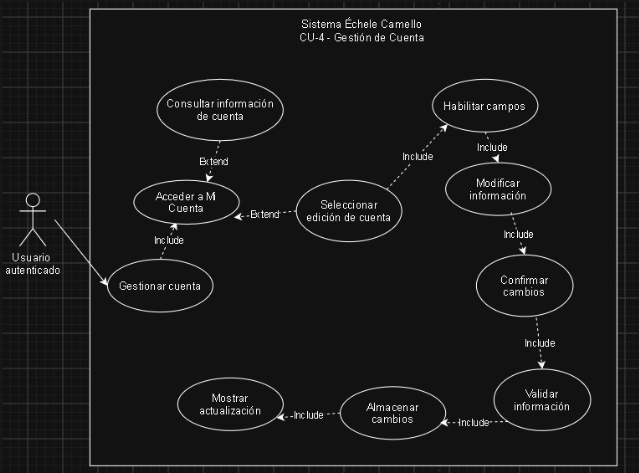 Sistema Échele Camello
CU-4 - Gestión de Cuenta
Consultar información
de cuenta
Habilitar campos
Extend
Include
Include
Acceder a Mi
Cuenta
Modificar
información
Seleccionar
edición de cuenta
Extend
Include
Include
Usuario
autenticado
Gestionar cuenta
Confirmar
cambios
Include
Mostrar
actualización
Validar
información
Almacenar
cambios
Include
Include